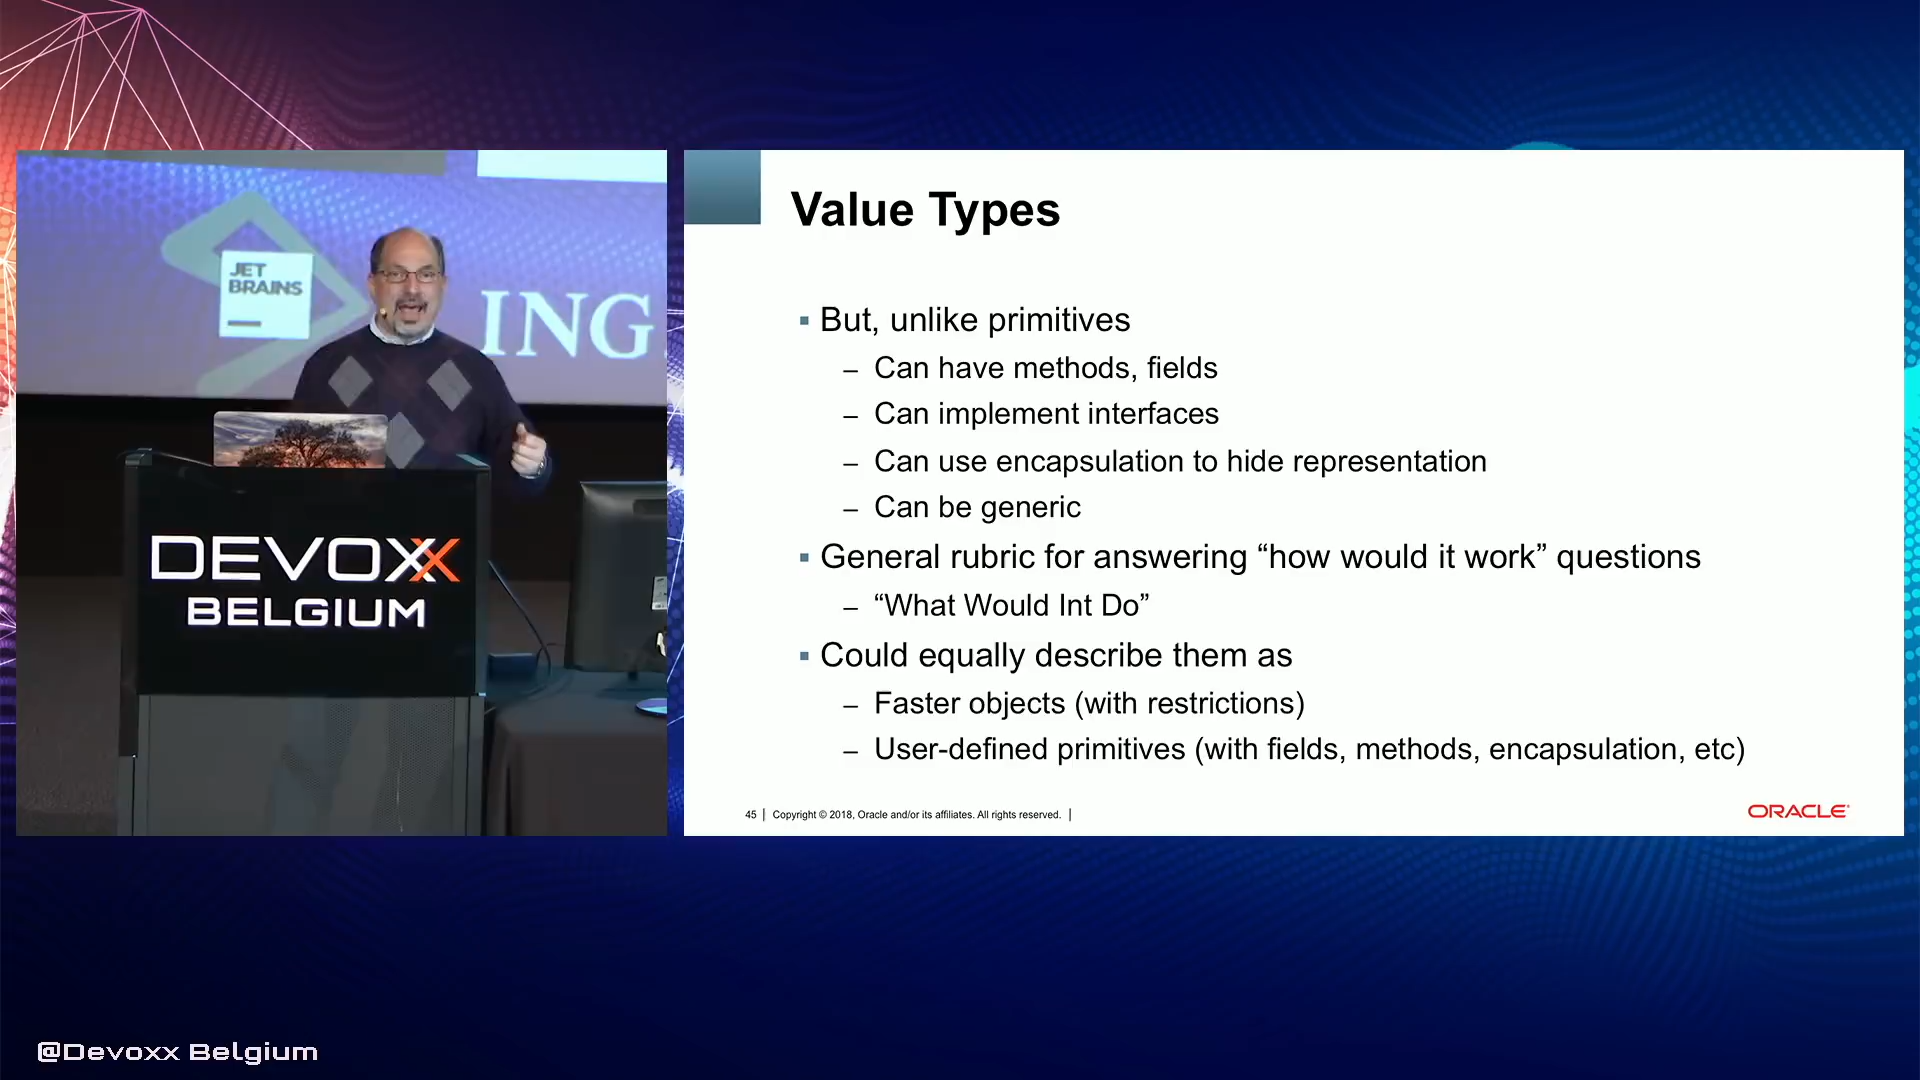 JET
BRAINS
ING
DEVOXX
BELGIUM
Value Types
But, unlike primitives
– Can have methods, fields
– Can implement interfaces
– Can use encapsulation to hide representation
– Can be generic
General rubric for answering “how would it work” questions
– “What Would Int Do”
Could equally describe them as
– Faster objects (with restrictions)
– User-defined primitives (with fields, methods, encapsulation, etc)
45 | Copyright © 2018, Oracle and/or its affiliates. All rights reserved. |
ORACLE
@Devoxx Belgium